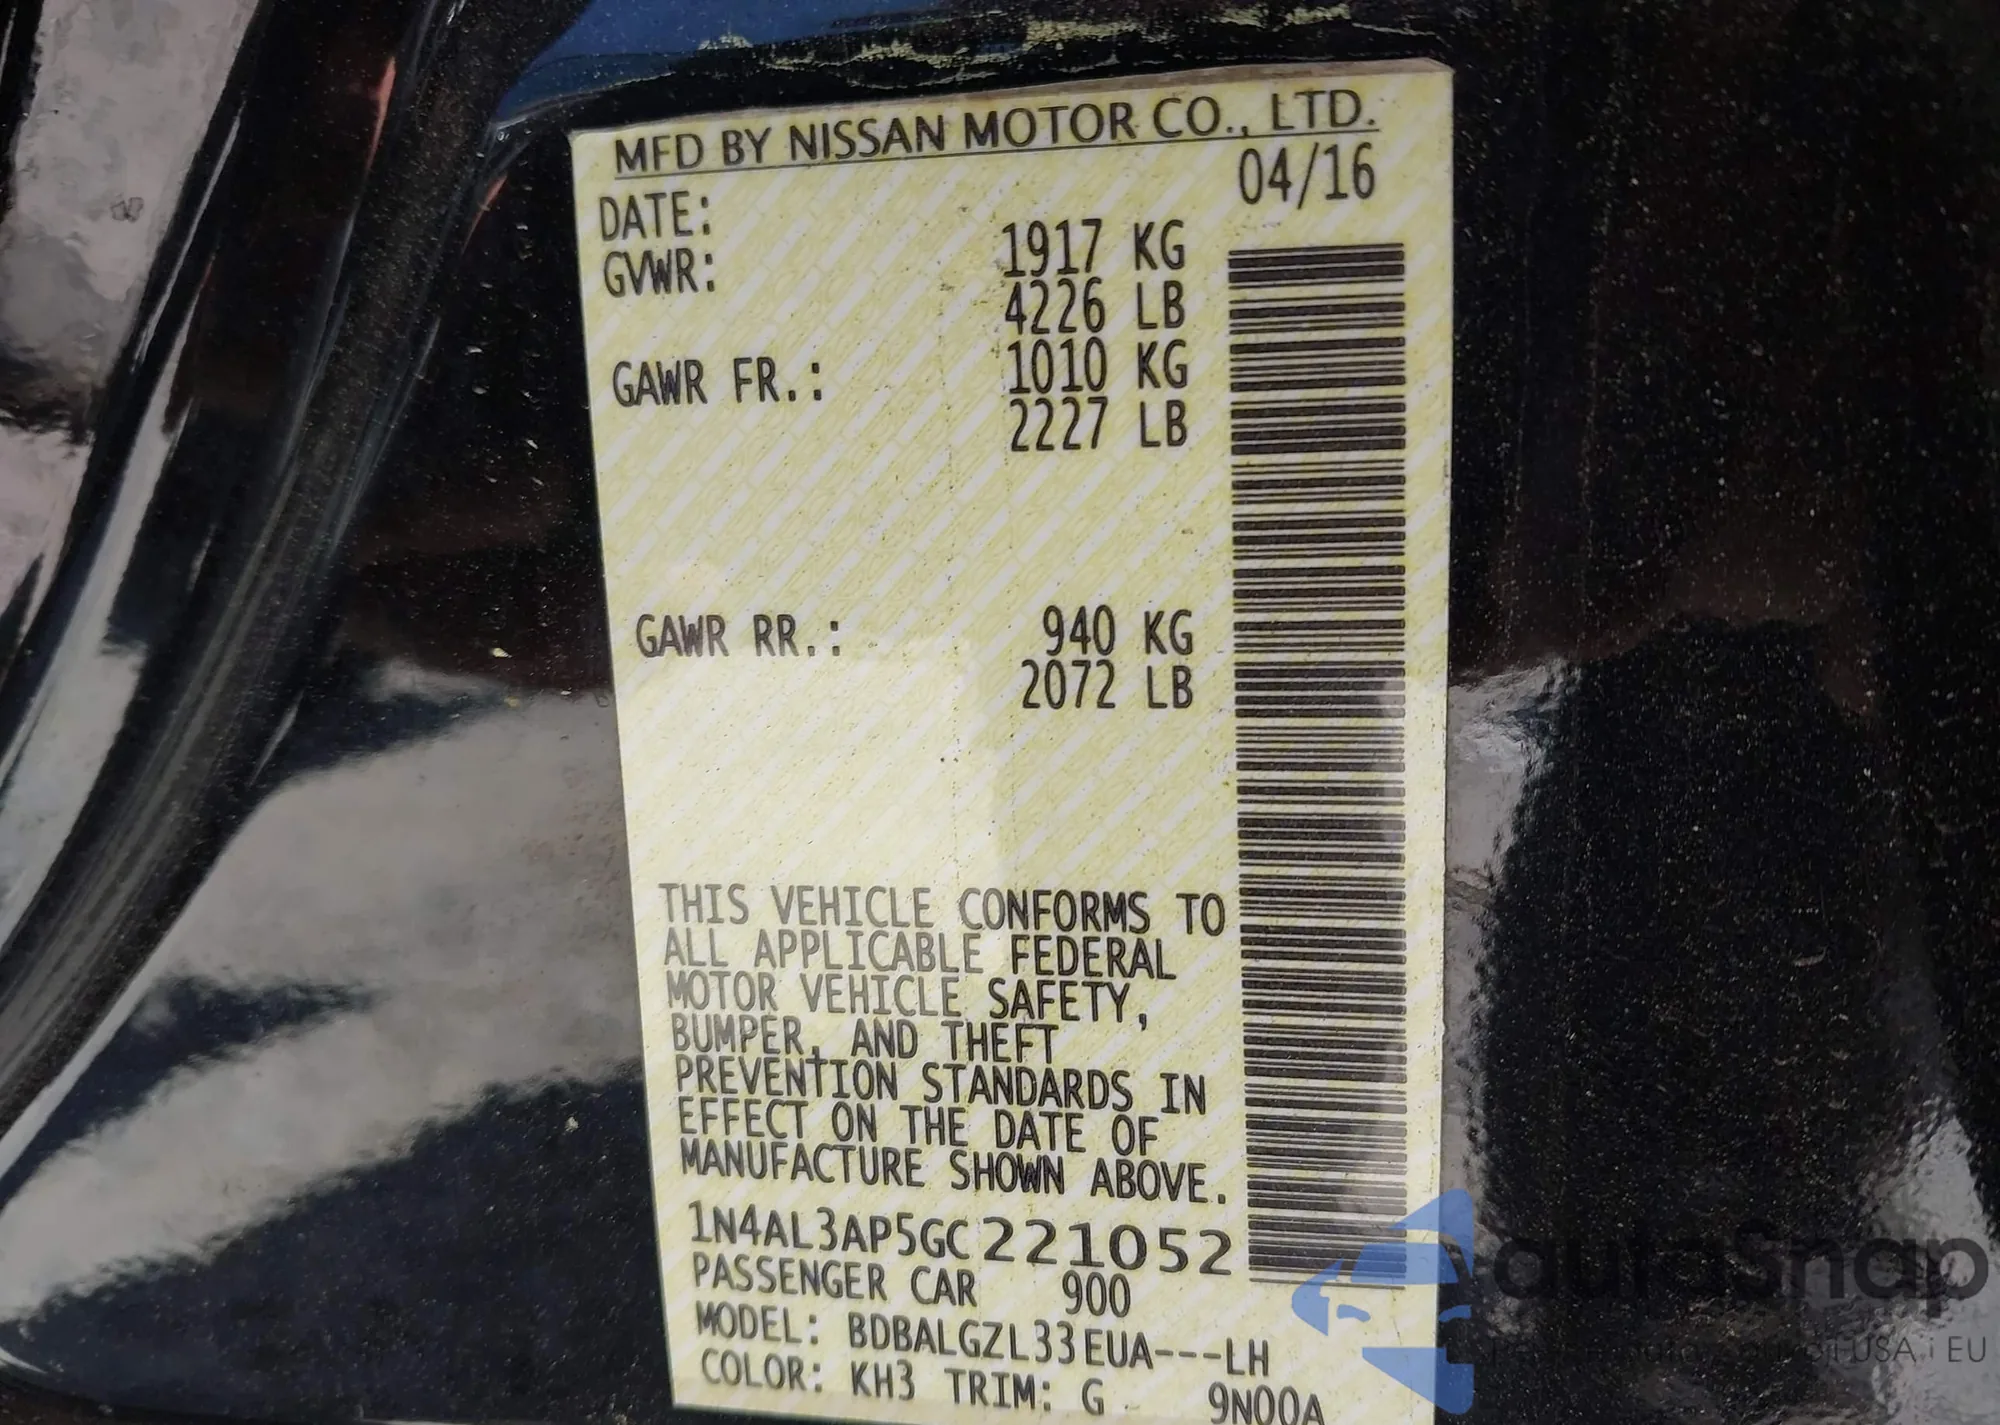 MFD BY NISSAN MOTOR CO., LTD.
DATE: 04/16
GVWR: 1917 KG
4226 LB
GAWR FR.: 1010 KG
2227 LB
GAWR RR.: 940 KG
2072 LB
THIS VEHICLE CONFORMS TO
ALL APPLICABLE FEDERAL
MOTOR VEHICLE SAFETY,
BUMPER, AND THEFT
PREVENTION STANDARDS IN
EFFECT ON THE DATE OF
MANUFACTURE SHOWN ABOVE.
1N4AL3AP5GC221052
PASSENGER CAR 900
MODEL: BDBALGZL33EUA---LH
COLOR: KH3 TRIM: G 9N00A
auraSnap
USA i EU